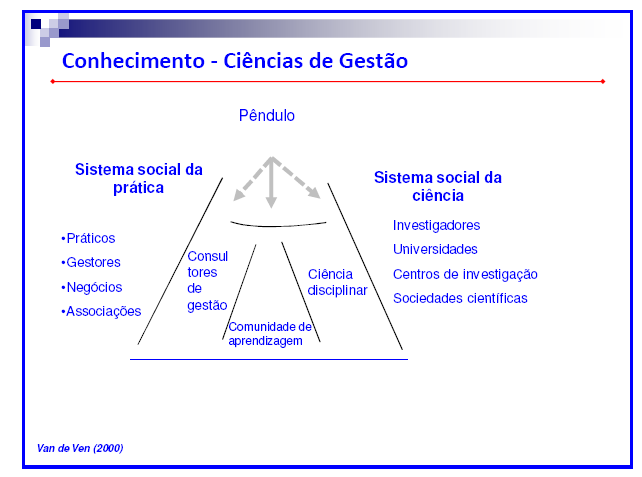 Conhecimento - Ciências de Gestão
Pêndulo
Sistema social da
prática
•Práticos
•Gestores
•Negócios
•Associações
Consul
tores
de
gestão
Comunidade de
aprendizagem
Ciência
disciplinar
Sistema social da
ciência
Investigadores
Universidades
Centros de investigação
Sociedades científicas
Van de Ven (2000)